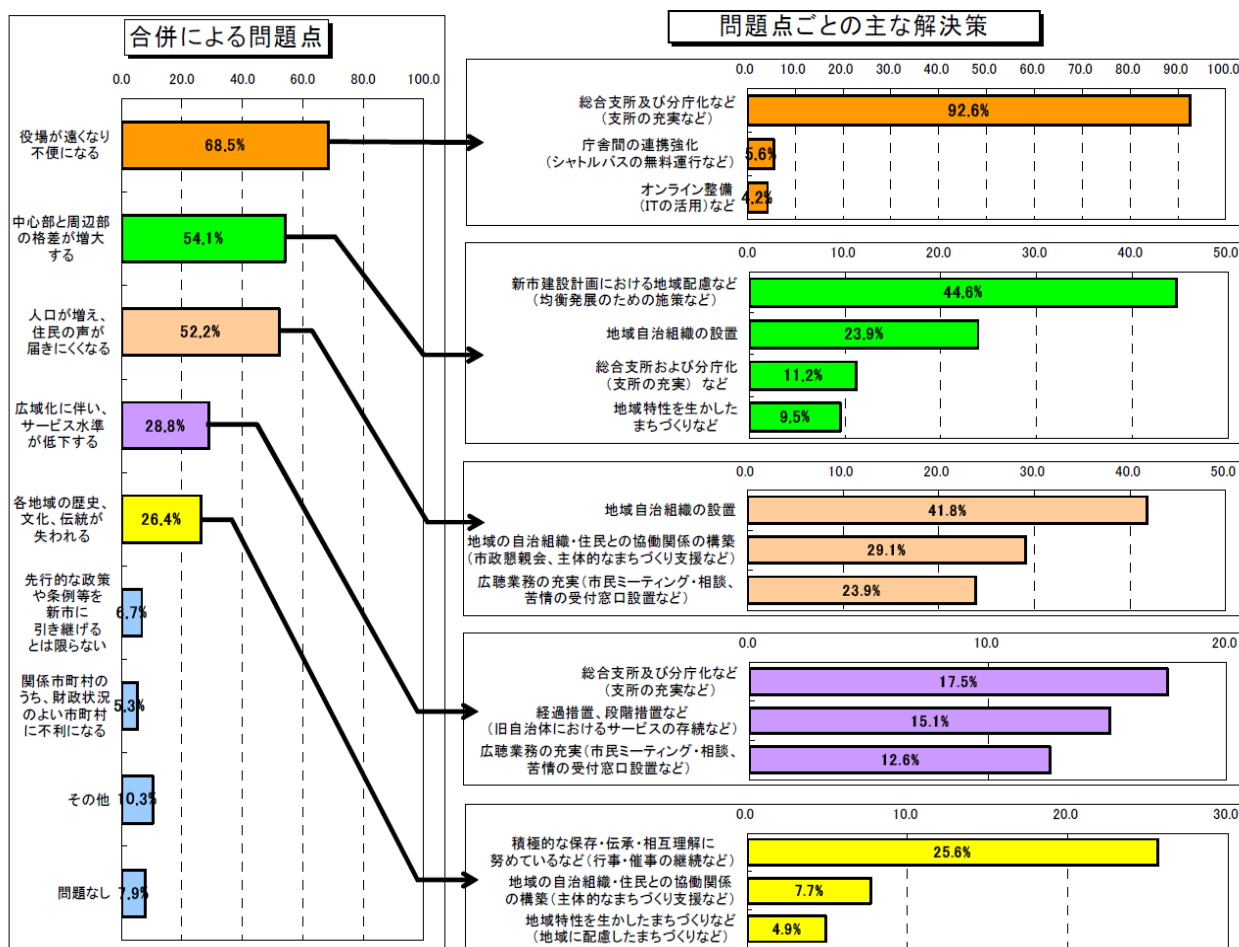 合併による問題点
0.0 20.0 40.0 60.0 80.0 100.0
役場が遠くなり
不便になる
68.5%
中心部と周辺部
の格差が増大
する
54.1%
人口が増え、
住民の声が
届きにくくなる
52.2%
広域化に伴い、
サービス水準
が低下する
28.8%
各地域の歴史、
文化、伝統が
失われる
26.4%
先行的な政策
や条例等を
新市に
引き継げる
とは限らない
6.7%
関係市町村の
うち、財政状況
のよい市町村
に不利になる
5.3%
その他
10.3%
問題なし
7.9%
問題点ごとの主な解決策
0.0 10.0 20.0 30.0 40.0 50.0 60.0 70.0 80.0 90.0 100.0
総合支所及び分庁化など
(支所の充実など)
92.6%
庁舎間の連携強化
(シャトルバスの無料運行など)
5.6%
オンライン整備
(ITの活用)など
4.2%
0.0 10.0 20.0 30.0 40.0 50.0
新市建設計画における地域配慮など
(均衡発展のための施策など)
44.6%
地域自治組織の設置
23.9%
総合支所および分庁化
(支所の充実) など
11.2%
地域特性を生かした
まちづくりなど
9.5%
0.0 10.0 20.0 30.0 40.0 50.0
地域自治組織の設置
41.8%
地域の自治組織・住民との協働関係の構築
(市政懇親会、主体的なまちづくり支援など)
29.1%
広聴業務の充実(市民ミーティング・相談、
苦情の受付窓口設置など)
23.9%
0.0 10.0 20.0
総合支所及び分庁化など
(支所の充実など)
17.5%
経過措置、段階措置など
(旧自治体におけるサービスの存続など)
15.1%
広聴業務の充実(市民ミーティング・相談、
苦情の受付窓口設置など)
12.6%
0.0 10.0 20.0 30.0
積極的な保存・伝承・相互理解に
努めているなど(行事・催事の継続など)
25.6%
地域の自治組織・住民との協働関係
の構築(主体的なまちづくり支援など)
7.7%
地域特性を生かしたまちづくりなど
(地域に配慮したまちづくりなど)
4.9%